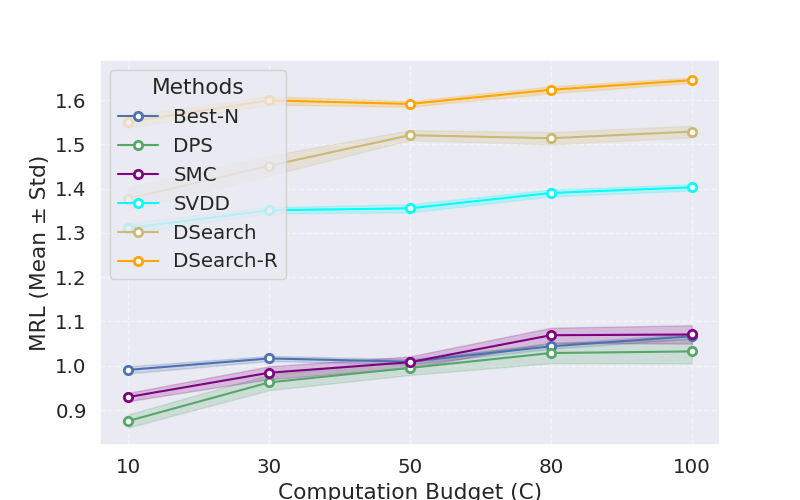 Methods
Best-N
DPS
SMC
SVDD
DSearch
DSearch-R
MRL (Mean ± Std)
1.6
1.5
1.4
1.3
1.2
1.1
1.0
0.9
10 30 50 80 100
Computation Budget (C)